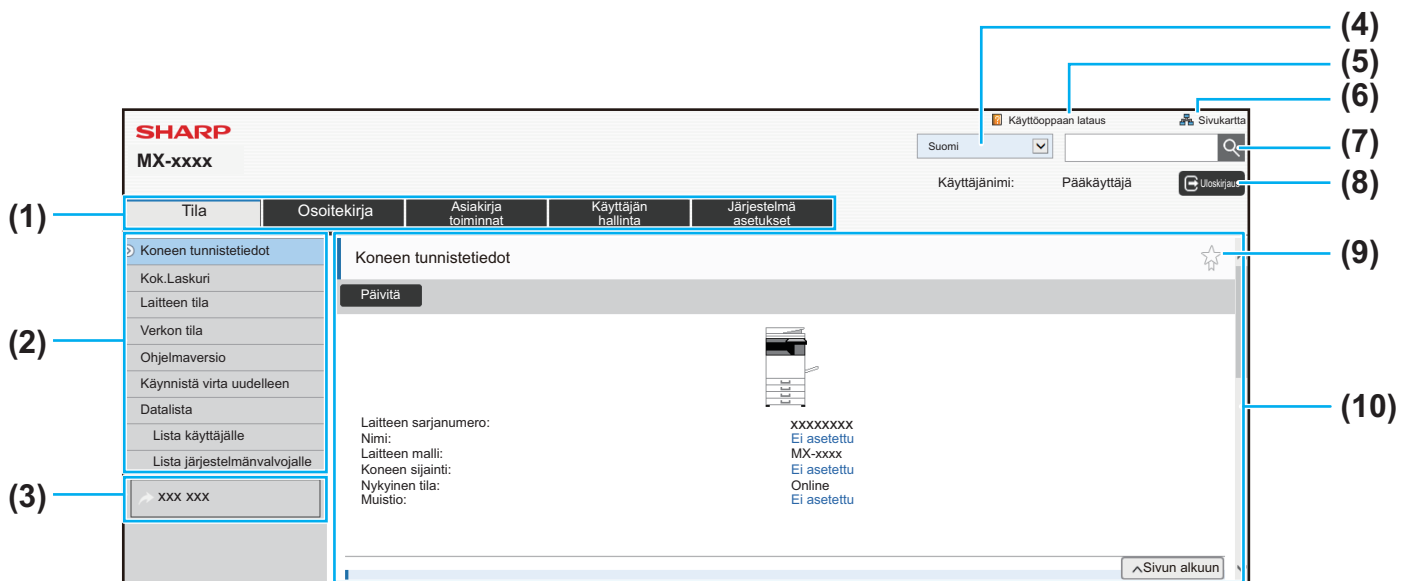 (4)
(5)
(6)
SHARP
Käyttöoppaan lataus
Sivukartta
MX-xxxx
Suomi
(7)
Käyttäjänimi: Pääkäyttäjä
Uloskirjaus
(8)
(1)
Tila
Osoitekirja
Asiakirja
toiminnat
Käyttäjän
hallinta
Järjestelmä
asetukset
Koneen tunnistetiedot
Kok.Laskuri
Laitteen tila
Verkon tila
Ohjelmaversio
Käynnistä virta uudelleen
Datalista
Lista käyttäjälle
Lista järjestelmänvalvojalle
(2)
(3)
xxx xxx
Koneen tunnistetiedot
(9)
Päivitä
Laitteen sarjanumero: xxxxxxxx
Nimi: Ei asetettu
Laitteen malli: MX-xxxx
Koneen sijainti: Ei asetettu
Nykyinen tila: Online
Muistio: Ei asetettu
(10)
Sivun alkuun